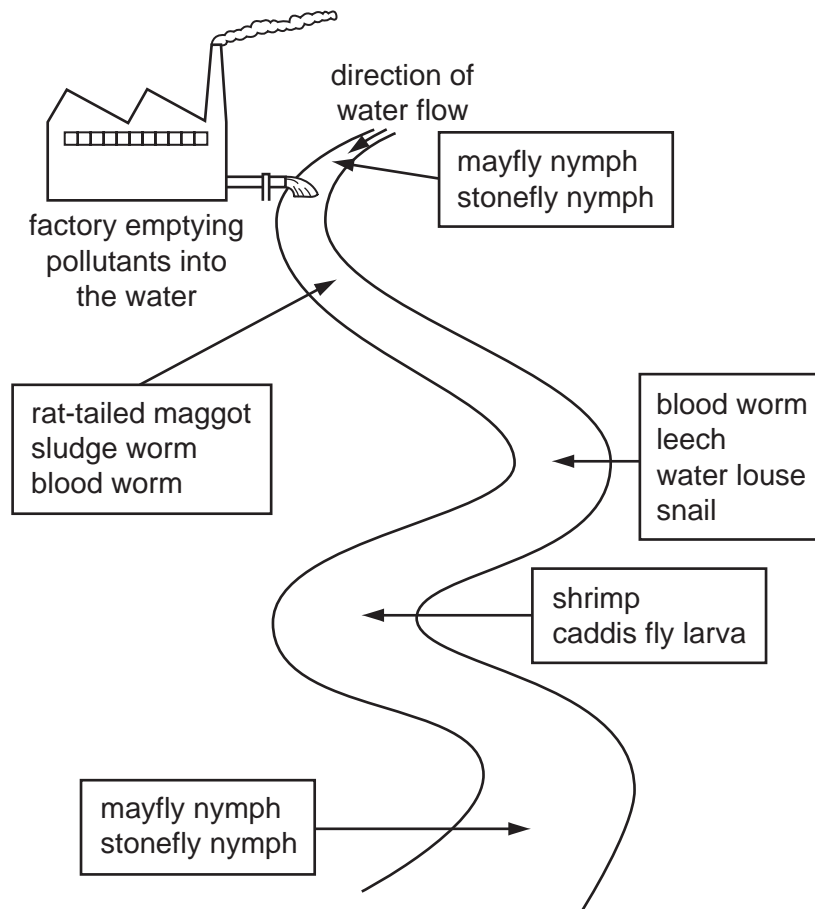 direction of
water flow
mayfly nymph
stonefly nymph
factory emptying
pollutants into
the water
rat-tailed maggot
sludge worm
blood worm
blood worm
leech
water louse
snail
shrimp
caddis fly larva
mayfly nymph
stonefly nymph